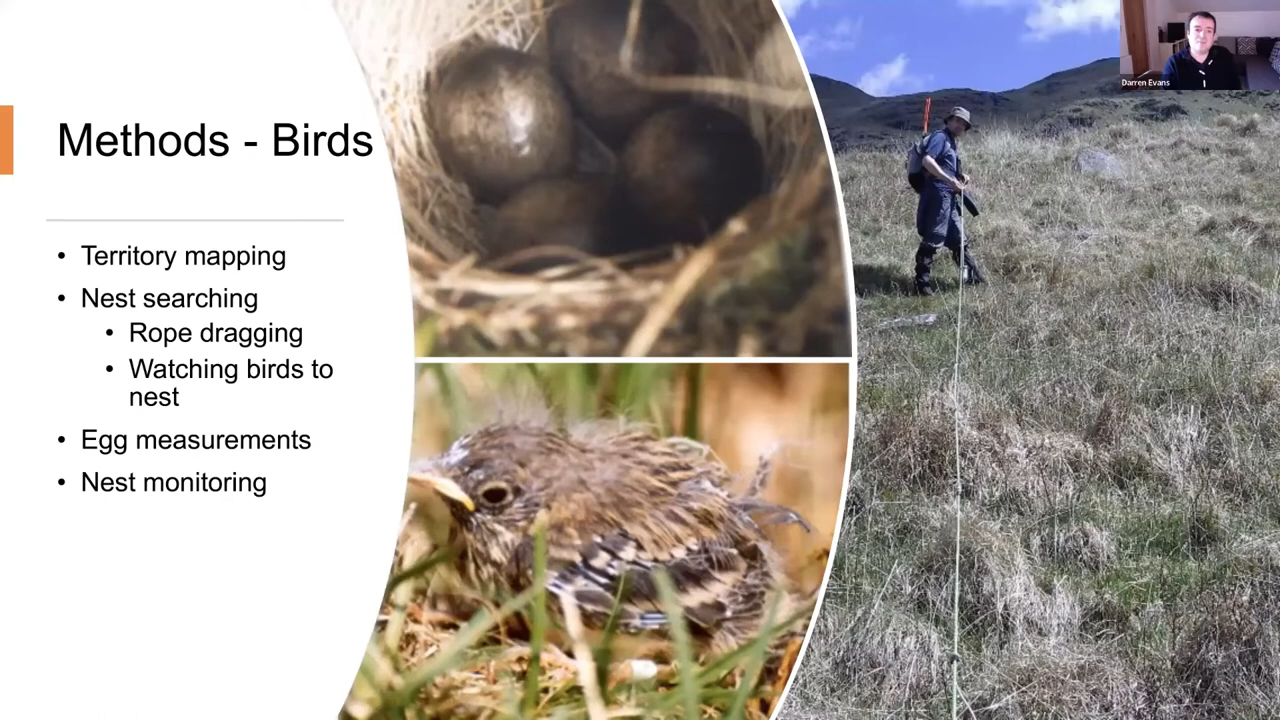 Methods - Birds
• Territory mapping
• Nest searching
• Rope dragging
• Watching birds to
nest
• Egg measurements
• Nest monitoring
Darren Evans